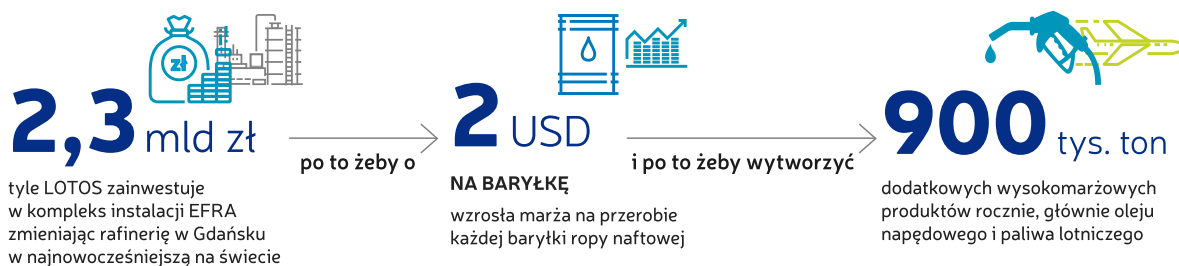 zł
2,3 mld zł
tyle LOTOS zainwestuje
w kompleks instalacji EFRA
zmieniając rafinerię w Gdańsku
w najnowocześniejszą na świecie
po to żeby o
2 USD
NA BARYŁKĘ
wzrosła marża na przerobie
każdej baryłki ropy naftowej
i po to żeby wytworzyć
900 tys. ton
dodatkowych wysokomarżowych
produktów rocznie, głównie oleju
napędowego i paliwa lotniczego